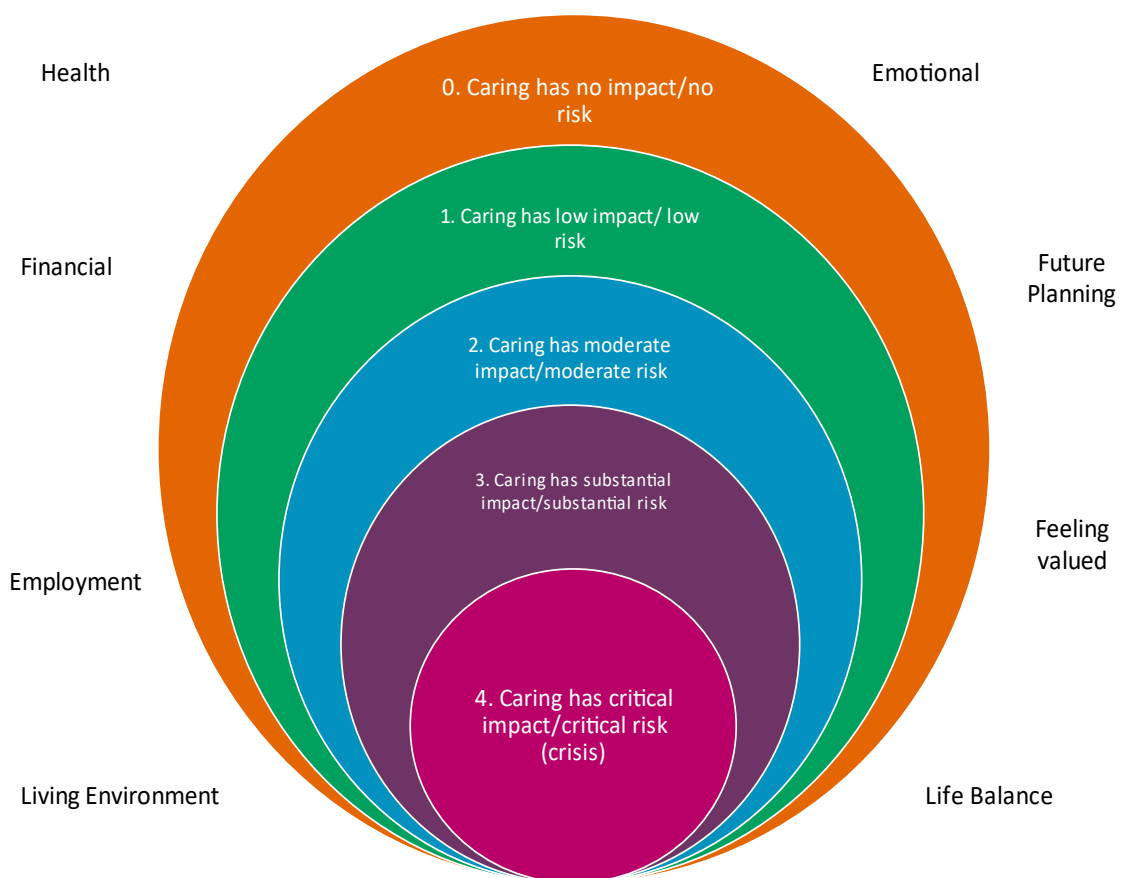 Health
Emotional
0. Caring has no impact/no
risk
1. Caring has low impact/ low
risk
Financial
Future
Planning
2. Caring has moderate
impact/moderate risk
3. Caring has substantial
impact/substantial risk
Feeling
valued
Employment
4. Caring has critical
impact/critical risk
(crisis)
Living Environment
Life Balance